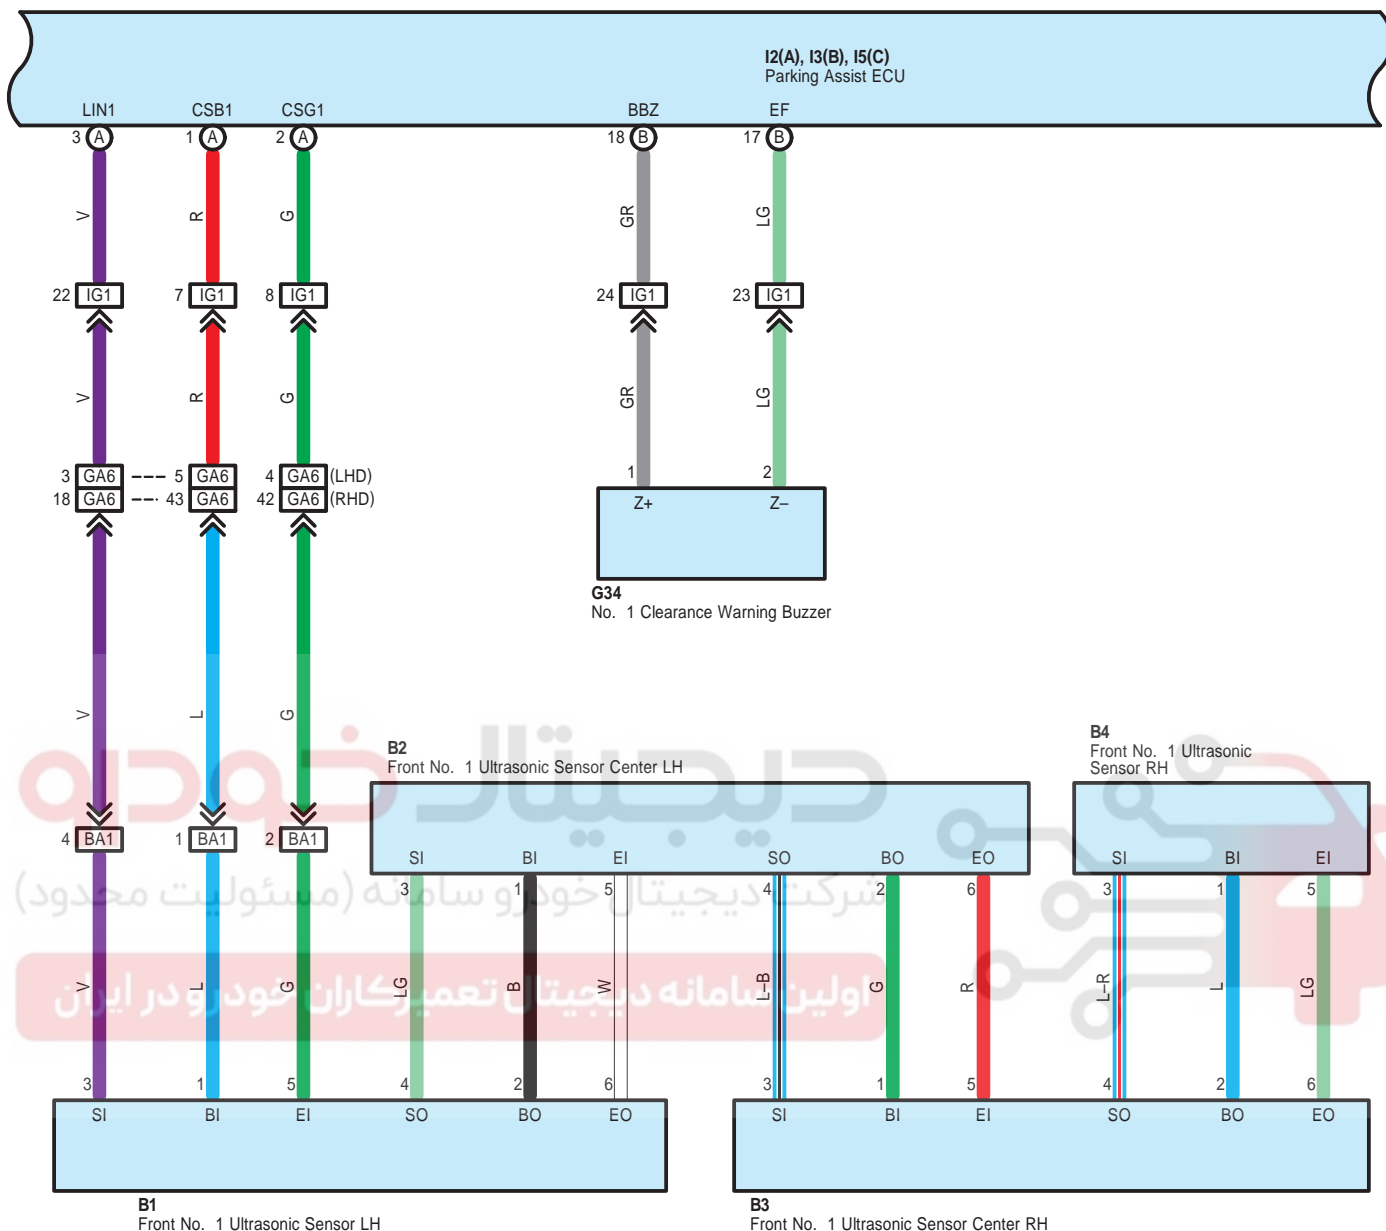 I2(A), I3(B), I5(C)
Parking Assist ECU
LIN1 CSB1 CSG1 BBZ EF
3 A 1 A 2 A 18 B 17 B
V R G GR LG
22 IG1 7 IG1 8 IG1 24 IG1 23 IG1
V R G GR LG
3 GA6 5 GA6 4 GA6 (LHD)
18 GA6 43 GA6 42 GA6 (RHD)
1 2
Z+ Z–
G34
No. 1 Clearance Warning Buzzer
V L G
دیجیتال خودرو
B2
Front No. 1 Ultrasonic Sensor Center LH
B4
Front No. 1 Ultrasonic
Sensor RH
4 BA1 1 BA1 2 BA1
SI BI EI SO BO EO SI BI EI
3 1 5 4 2 6 3 1 5
شرکت دیجیتال خودرو سامانه (مسئولیت محدود)
V L G LG B W L–B G R L–R L LG
اولین سامانه دیجیتال تعمیرکاران خودرو در ایران
3 1 5 4 2 6 3 1 5 4 2 6
SI BI EI SO BO EO SI BI EI SO BO EO
B1
Front No. 1 Ultrasonic Sensor LH
B3
Front No. 1 Ultrasonic Sensor Center RH